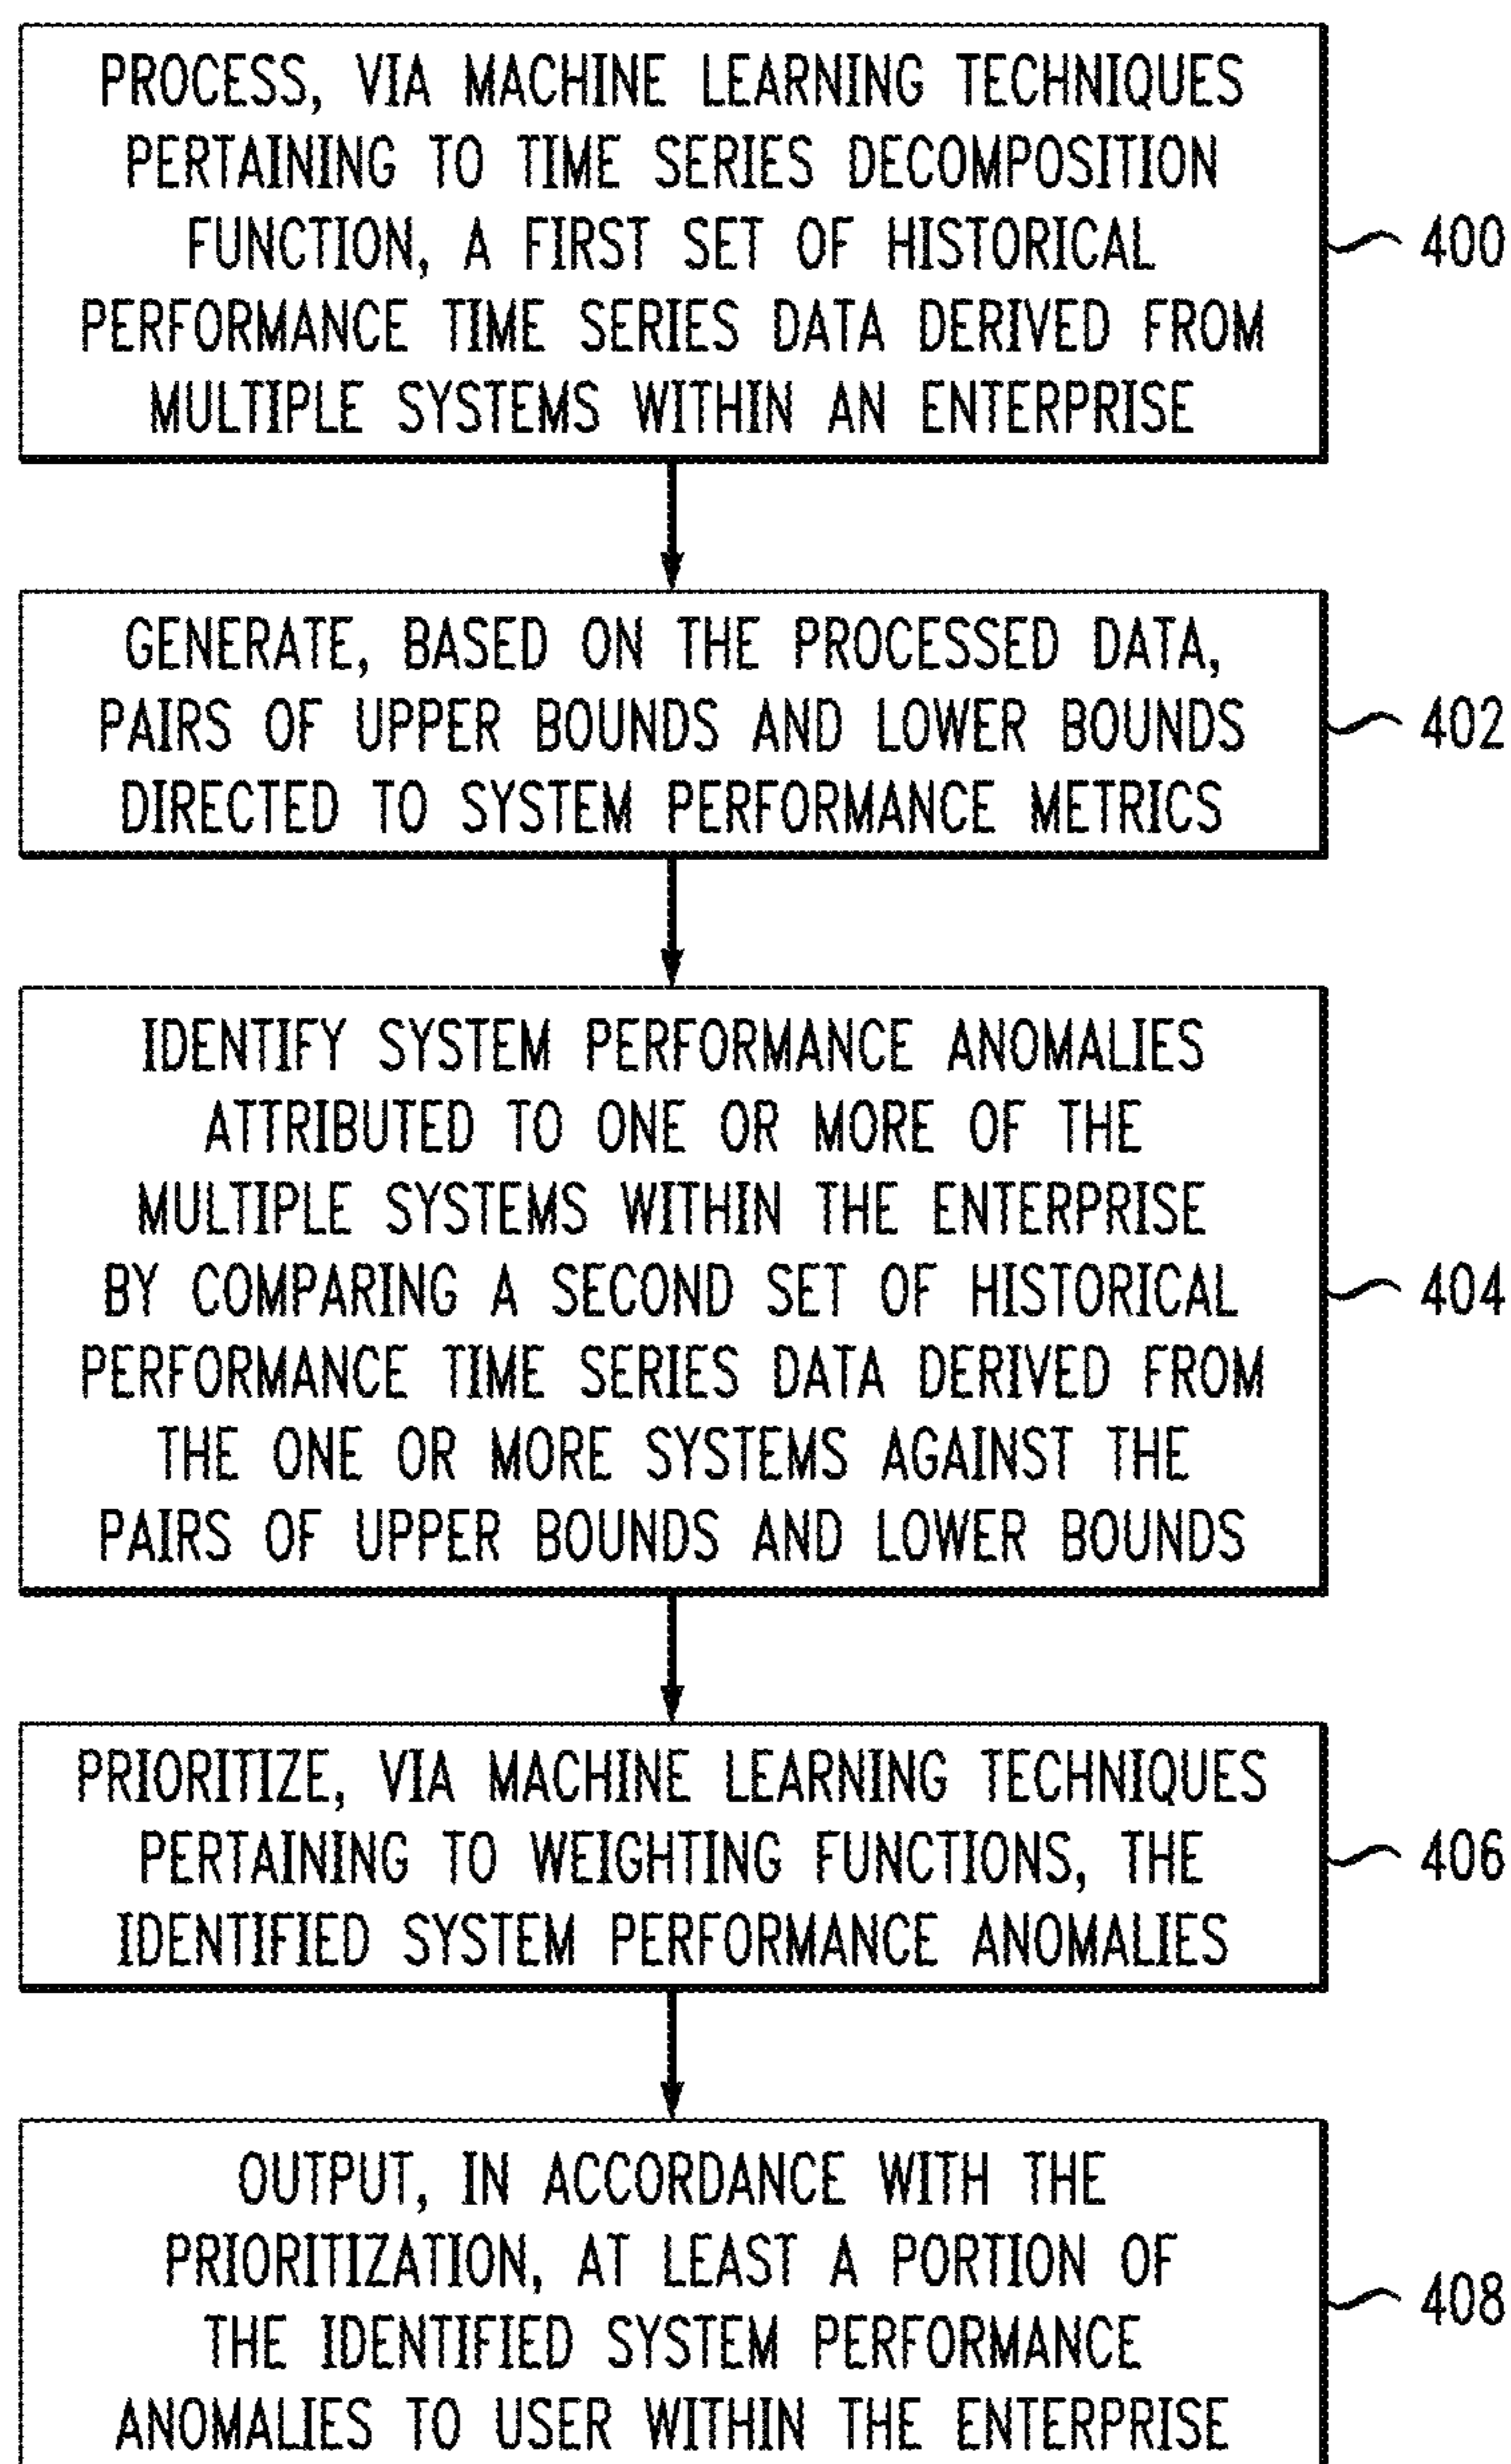 PROCESS, VIA MACHINE LEARNING TECHNIQUES
PERTAINING TO TIME SERIES DECOMPOSITION
FUNCTION, A FIRST SET OF HISTORICAL
PERFORMANCE TIME SERIES DATA DERIVED FROM
MULTIPLE SYSTEMS WITHIN AN ENTERPRISE
400
GENERATE, BASED ON THE PROCESSED DATA,
PAIRS OF UPPER BOUNDS AND LOWER BOUNDS
DIRECTED TO SYSTEM PERFORMANCE METRICS
402
IDENTIFY SYSTEM PERFORMANCE ANOMALIES
ATTRIBUTED TO ONE OR MORE OF THE
MULTIPLE SYSTEMS WITHIN THE ENTERPRISE
BY COMPARING A SECOND SET OF HISTORICAL
PERFORMANCE TIME SERIES DATA DERIVED FROM
THE ONE OR MORE SYSTEMS AGAINST THE
PAIRS OF UPPER BOUNDS AND LOWER BOUNDS
404
PRIORITIZE, VIA MACHINE LEARNING TECHNIQUES
PERTAINING TO WEIGHTING FUNCTIONS, THE
IDENTIFIED SYSTEM PERFORMANCE ANOMALIES
406
OUTPUT, IN ACCORDANCE WITH THE
PRIORITIZATION, AT LEAST A PORTION OF
THE IDENTIFIED SYSTEM PERFORMANCE
ANOMALIES TO USER WITHIN THE ENTERPRISE
408